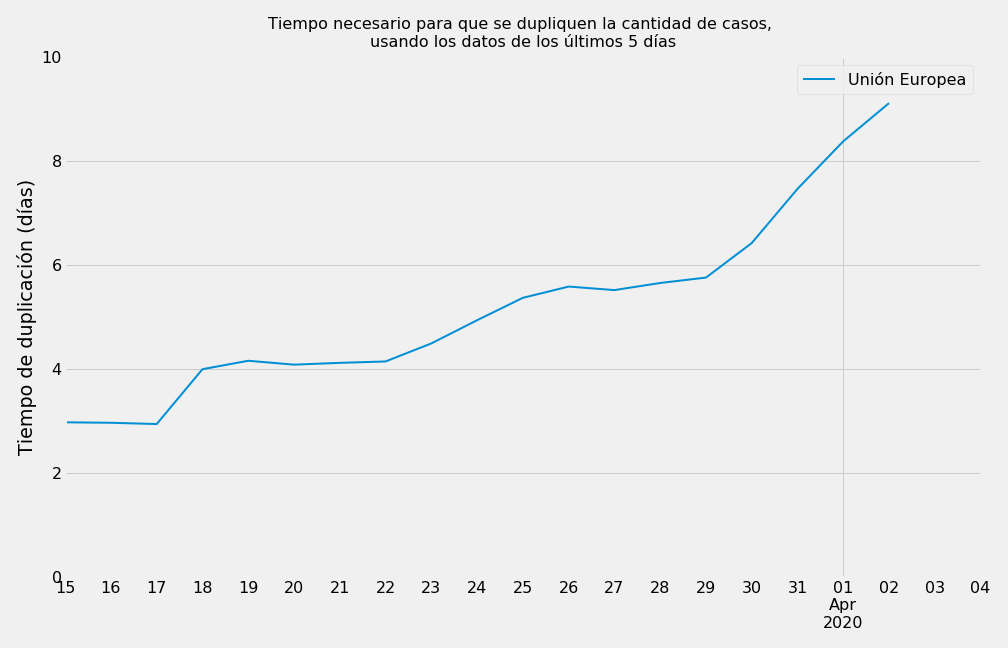 Tiempo necesario para que se dupliquen la cantidad de casos,
usando los datos de los últimos 5 días
Unión Europea
Tiempo de duplicación (días)
10
8
6
4
2
0
15 16 17 18 19 20 21 22 23 24 25 26 27 28 29 30 31 01 02 03 04
Apr
2020